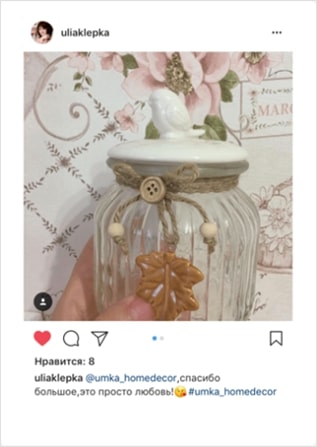 uliaklepka
MARC
Нравится: 8
uliaklepka @umka_homedecor,спасибо
большое,это просто любовь!😘 #umka_homedecor